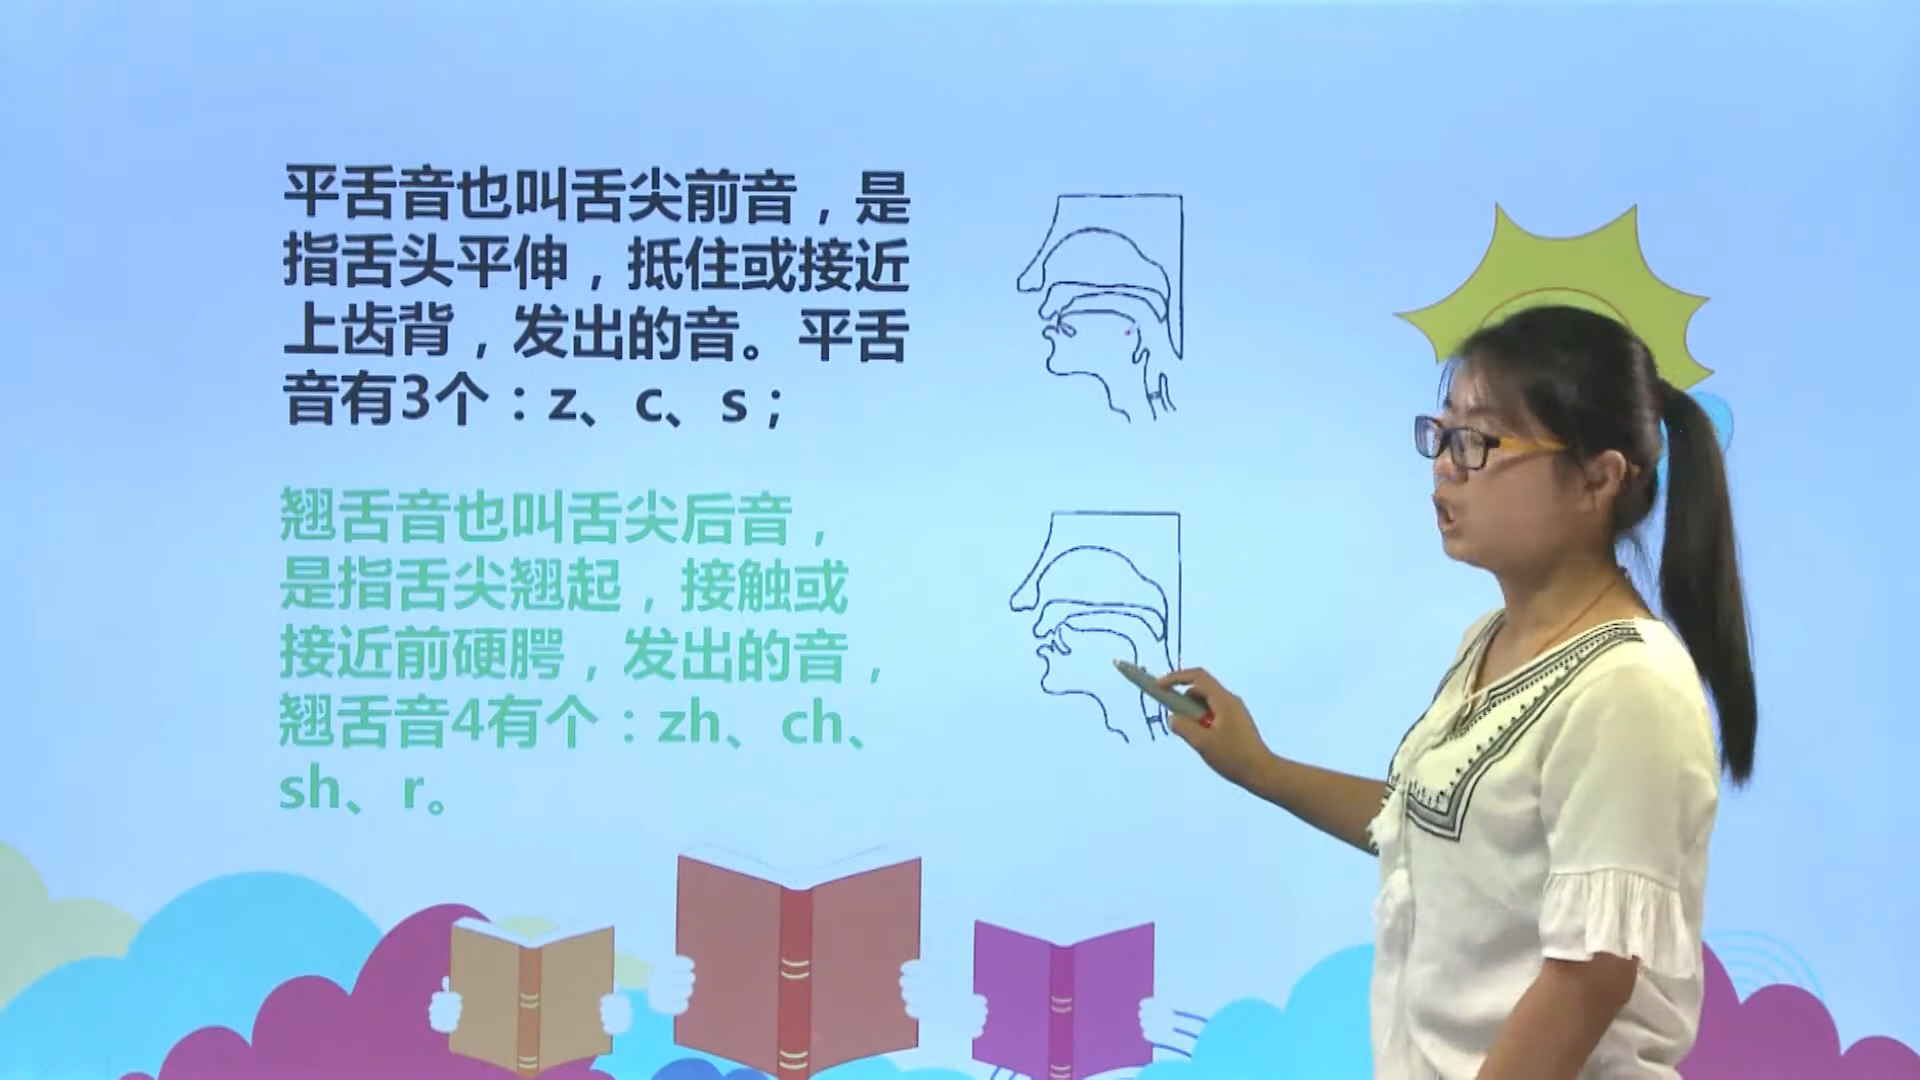 平舌音也叫舌尖前音，是
指舌头平伸，抵住或接近
上齿背，发出的音。平舌
音有3个：z、c、s；
翘舌音也叫舌尖后音，
是指舌尖翘起，接触或
接近前硬腭，发出的音，
翘舌音4有个：zh、ch、
sh、r。